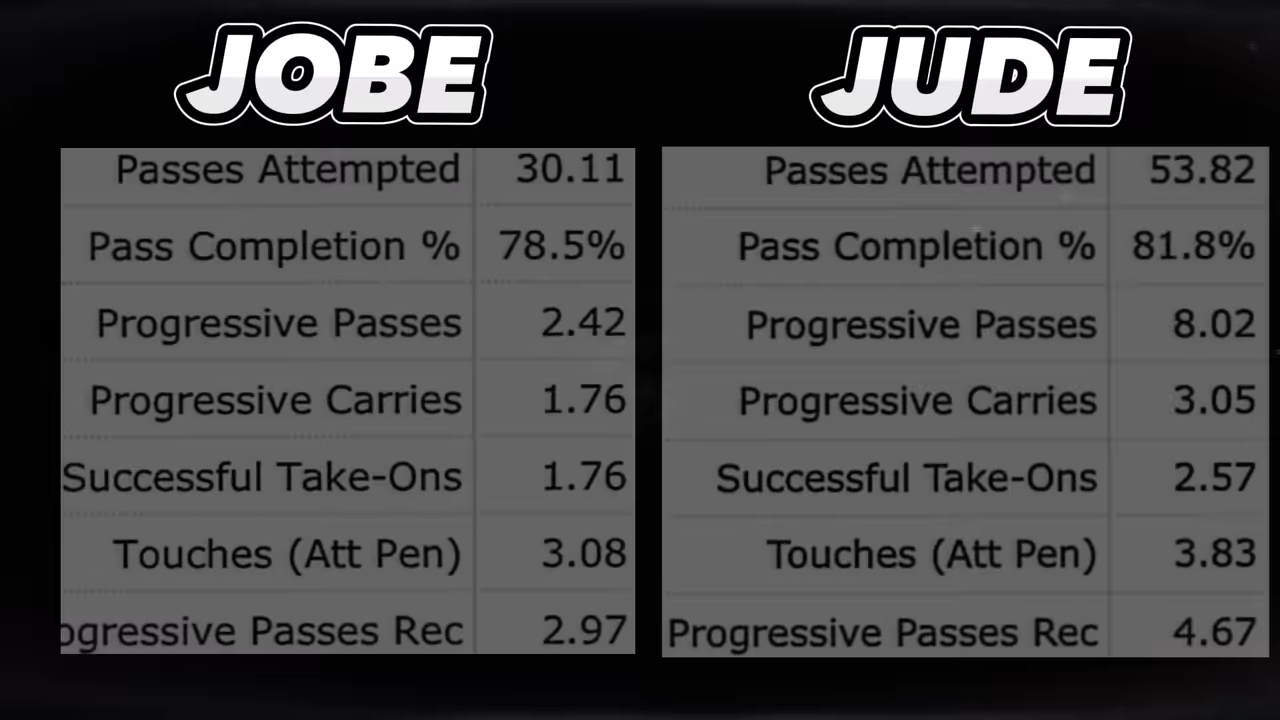 JOBE
JUDE
Passes Attempted 30.11
Pass Completion % 78.5%
Progressive Passes 2.42
Progressive Carries 1.76
Successful Take-Ons 1.76
Touches (Att Pen) 3.08
ogressive Passes Rec 2.97
Passes Attempted 53.82
Pass Completion % 81.8%
Progressive Passes 8.02
Progressive Carries 3.05
Successful Take-Ons 2.57
Touches (Att Pen) 3.83
Progressive Passes Rec 4.67